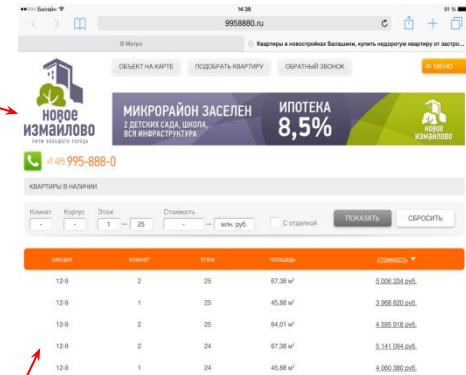 Билайн 14:39 91 %
9958880.ru
В Метро Квартиры в новостройках Балашихи, купить недорогую квартиру от застро...
ОБЪЕКТ НА КАРТЕ ПОДОБРАТЬ КВАРТИРУ ОБРАТНЫЙ ЗВОНОК МЕНЮ
НОВОЕ
ИЗМАЙЛОВО
РИТМ БОЛЬШОГО ГОРОДА
МИКРОРАЙОН ЗАСЕЛЕН
2 ДЕТСКИХ САДА, ШКОЛА,
ВСЯ ИНФРАСТРУКТУРА
ИПОТЕКА
8,5%
НОВОЕ
ИЗМАЙЛОВО
+7 495 995-888-0
КВАРТИРЫ В НАЛИЧИИ
Комнат Корпус Этаж Стоимость
- - 1 – 25 - – млн. руб. С отделкой ПОКАЗАТЬ СБРОСИТЬ
СЕКЦИЯ КОМНАТ ЭТАЖ ПЛОЩАДЬ СТОИМОСТЬ ▼
12-9 2 25 67,38 м² 5 006 334 руб.
12-9 1 25 45,88 м² 3 968 620 руб.
12-9 2 25 64,01 м² 4 595 918 руб.
12-9 2 24 67,38 м² 5 141 094 руб.
12-9 1 24 45,88 м² 4 060 380 руб.